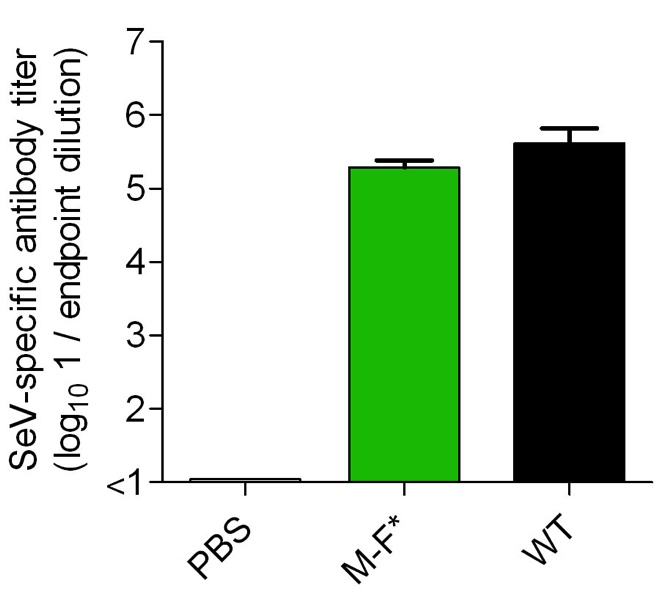 SeV-specific antibody titer
(log10 1 / endpoint dilution)
7
6
5
4
3
2
<1
PBS
M-F*
WT